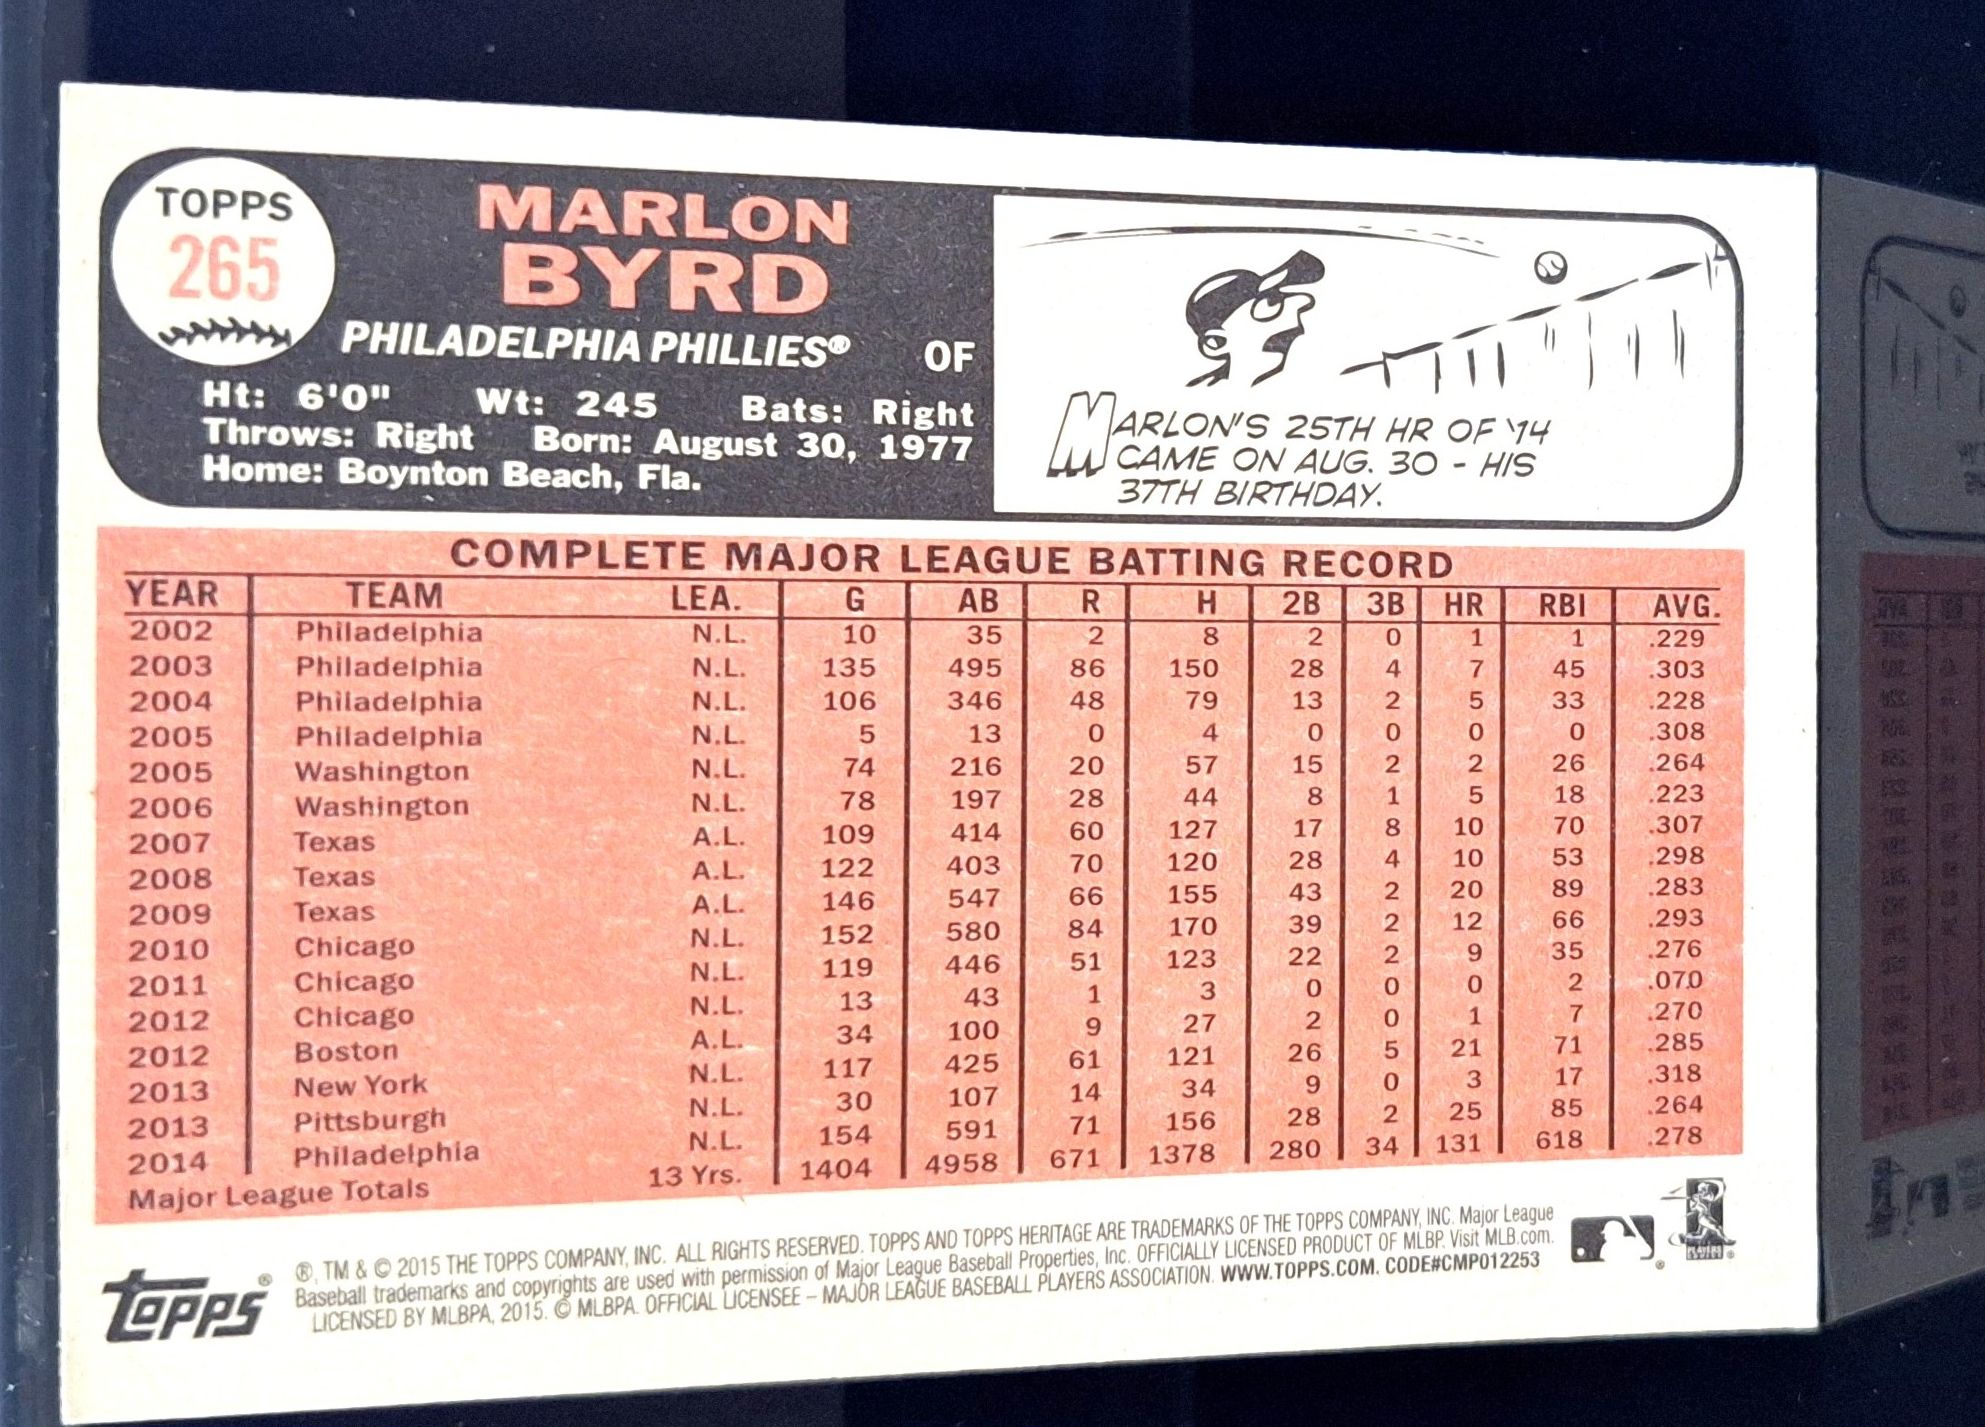 TOPPS
265
MARLON
BYRD
PHILADELPHIA PHILLIES® OF
Ht: 6'0" Wt: 245 Bats: Right
Throws: Right Born: August 30, 1977
Home: Boynton Beach, Fla.
MARLON'S 25TH HR OF '14
CAME ON AUG. 30 - HIS
37TH BIRTHDAY.
COMPLETE MAJOR LEAGUE BATTING RECORD
YEAR TEAM LEA. G AB R H 2B 3B HR RBI AVG.
2002 Philadelphia N.L. 10 35 2 8 2 0 1 1 .229
2003 Philadelphia N.L. 135 495 86 150 28 4 7 45 .303
2004 Philadelphia N.L. 106 346 48 79 13 2 5 33 .228
2005 Philadelphia N.L. 5 13 0 4 0 0 0 0 .308
2005 Washington N.L. 74 216 20 57 15 2 2 26 .264
2006 Washington N.L. 78 197 28 44 8 1 5 18 .223
2007 Texas A.L. 109 414 60 127 17 8 10 70 .307
2008 Texas A.L. 122 403 70 120 28 4 10 53 .298
2009 Texas A.L. 146 547 66 155 43 2 20 89 .283
2010 Chicago N.L. 152 580 84 170 39 2 12 66 .293
2011 Chicago N.L. 119 446 51 123 22 2 9 35 .276
2012 Chicago N.L. 13 43 1 3 0 0 0 2 .070
2012 Boston A.L. 34 100 9 27 2 0 1 7 .270
2013 New York N.L. 117 425 61 121 26 5 21 71 .285
2013 Pittsburgh N.L. 30 107 14 34 9 0 3 17 .318
2014 Philadelphia N.L. 154 591 71 156 28 2 25 85 .264
Major League Totals 13 Yrs. 1404 4958 671 1378 280 34 131 618 .278
®, TM & © 2015 THE TOPPS COMPANY, INC. ALL RIGHTS RESERVED. TOPPS AND TOPPS HERITAGE ARE TRADEMARKS OF THE TOPPS COMPANY, INC. Major League
Baseball trademarks and copyrights are used with permission of Major League Baseball Properties, Inc. OFFICIALLY LICENSED PRODUCT OF MLBP. Visit MLB.com.
LICENSED BY MLBPA, 2015. © MLBPA. OFFICIAL LICENSEE – MAJOR LEAGUE BASEBALL PLAYERS ASSOCIATION. WWW.TOPPS.COM. CODE#CMP012253
TOPPS®
PLAYERS